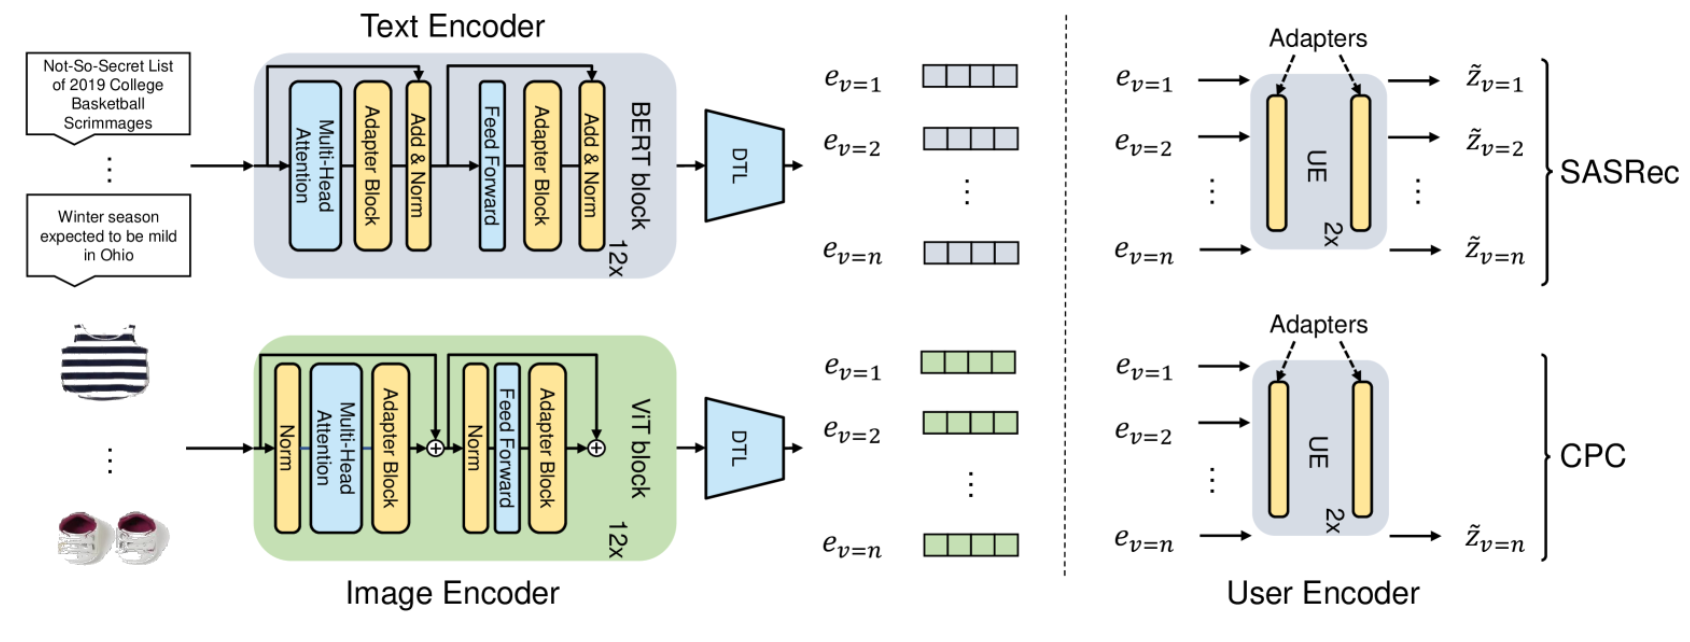 Text Encoder
Not-So-Secret List
of 2019 College
Basketball
Scrimmages
⋮
Winter season
expected to be mild
in Ohio
Multi-Head
Attention
Adapter Block
Add & Norm
Feed Forward
Adapter Block
Add & Norm
BERT block
12x
DTL
e_{v=1}
e_{v=2}
⋮
e_{v=n}
⋮
Norm
Multi-Head
Attention
Adapter Block
+
Norm
Feed Forward
Adapter Block
+
ViT block
12x
DTL
e_{v=1}
e_{v=2}
⋮
e_{v=n}
Image Encoder
Adapters
e_{v=1}
e_{v=2}
⋮
e_{v=n}
UE
2x
z̃_{v=1}
z̃_{v=2}
⋮
z̃_{v=n}
SASRec
Adapters
e_{v=1}
e_{v=2}
⋮
e_{v=n}
UE
2x
z̃_{v=n}
CPC
User Encoder